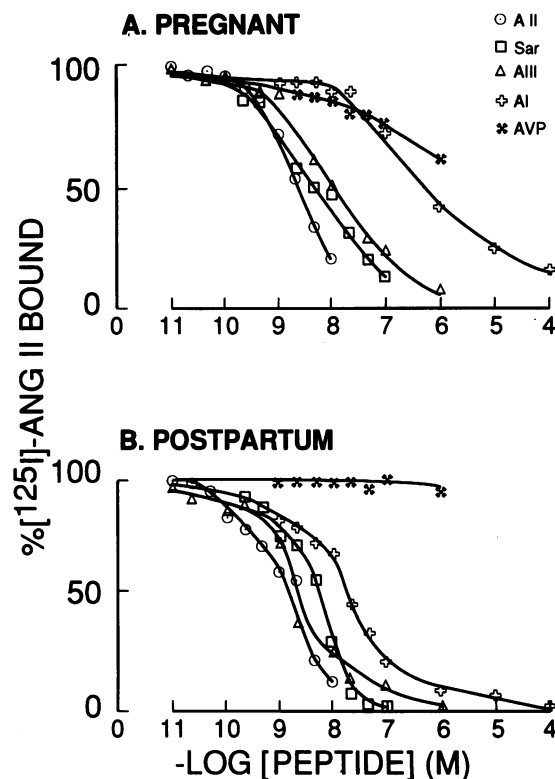 A. PREGNANT
A II
Sar
AIII
AI
AVP
100
50
0
0 11 10 9 8 7 6 5 4
%[125I]-ANG II BOUND
B. POSTPARTUM
100
50
0
0 11 10 9 8 7 6 5 4
-LOG [PEPTIDE] (M)